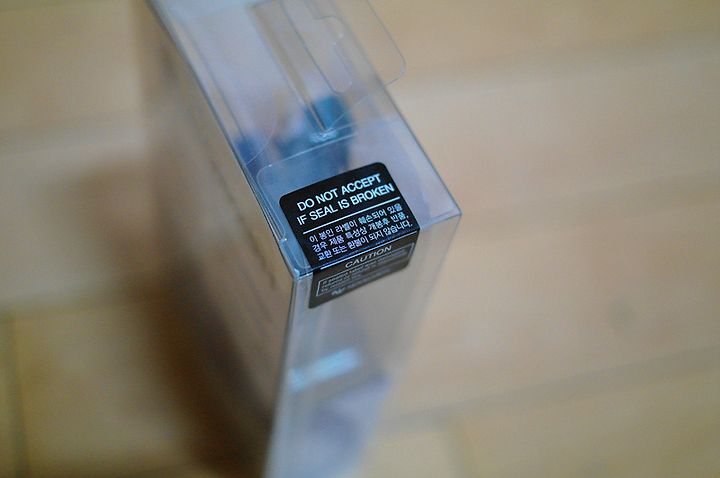 DO NOT ACCEPT
IF SEAL IS BROKEN
이 봉인 라벨이 훼손되어 있을
경우 제품 특성상 개봉후 반품,
교환 또는 환불이 되지 않습니다.
CAUTION